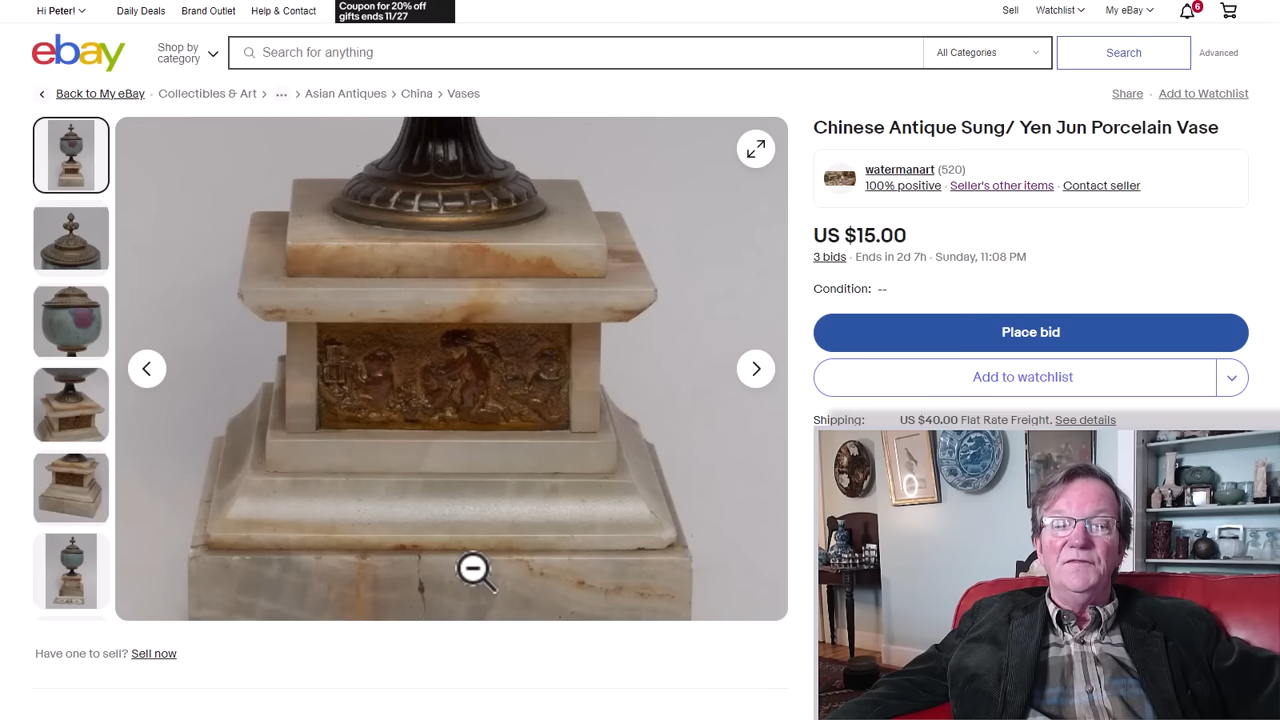 Hi Peter!
Daily Deals
Brand Outlet
Help & Contact
Coupon for 20% off
gifts ends 11/27
Sell
Watchlist
My eBay
6
ebay
Shop by
category
Search for anything
All Categories
Search
Advanced
Back to My eBay · Collectibles & Art > ... > Asian Antiques > China > Vases
Share · Add to Watchlist
Chinese Antique Sung/ Yen Jun Porcelain Vase
watermanart (520)
100% positive · Seller's other items · Contact seller
US $15.00
3 bids · Ends in 2d 7h · Sunday, 11:08 PM
Condition: --
Place bid
Add to watchlist
Shipping: US $40.00 Flat Rate Freight. See details
Have one to sell? Sell now